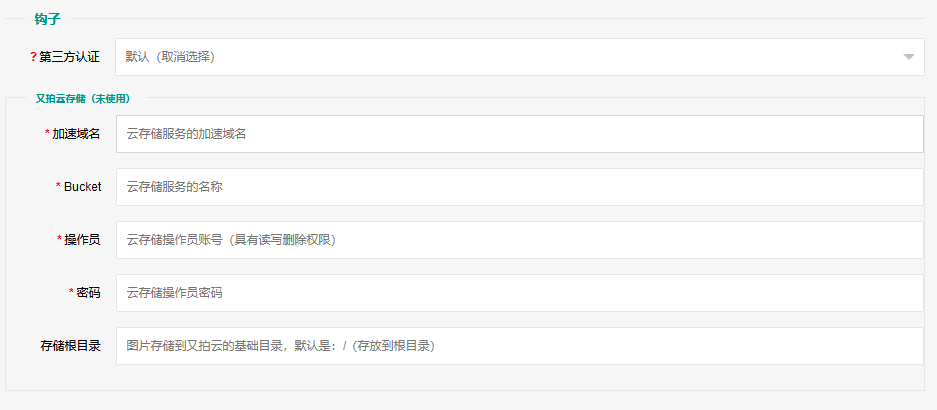 钩子
?第三方认证 默认（取消选择）
又拍云存储（未使用）
* 加速域名 云存储服务的加速域名
* Bucket 云存储服务的名称
* 操作员 云存储操作员账号（具有读写删除权限）
* 密码 云存储操作员密码
存储根目录 图片存储到又拍云的基础目录，默认是：/（存放到根目录）